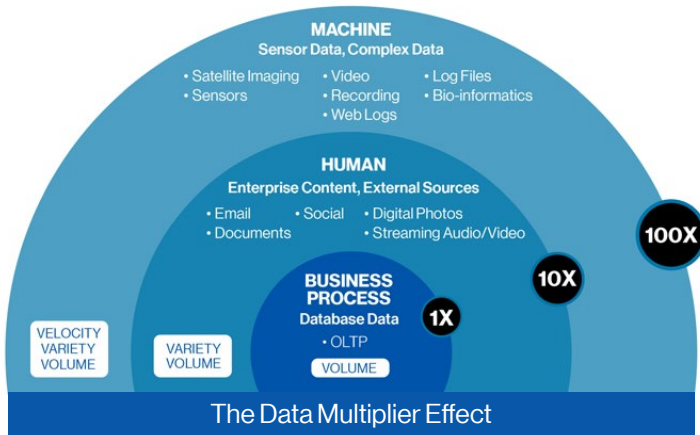 MACHINE
Sensor Data, Complex Data
• Satellite Imaging • Video • Log Files
• Sensors • Recording • Bio-informatics
• Web Logs
HUMAN
Enterprise Content, External Sources
• Email • Social • Digital Photos
• Documents • Streaming Audio/Video
100X
10X
BUSINESS
PROCESS
Database Data
1X
• OLTP
VOLUME
VELOCITY
VARIETY
VOLUME
VARIETY
VOLUME
The Data Multiplier Effect